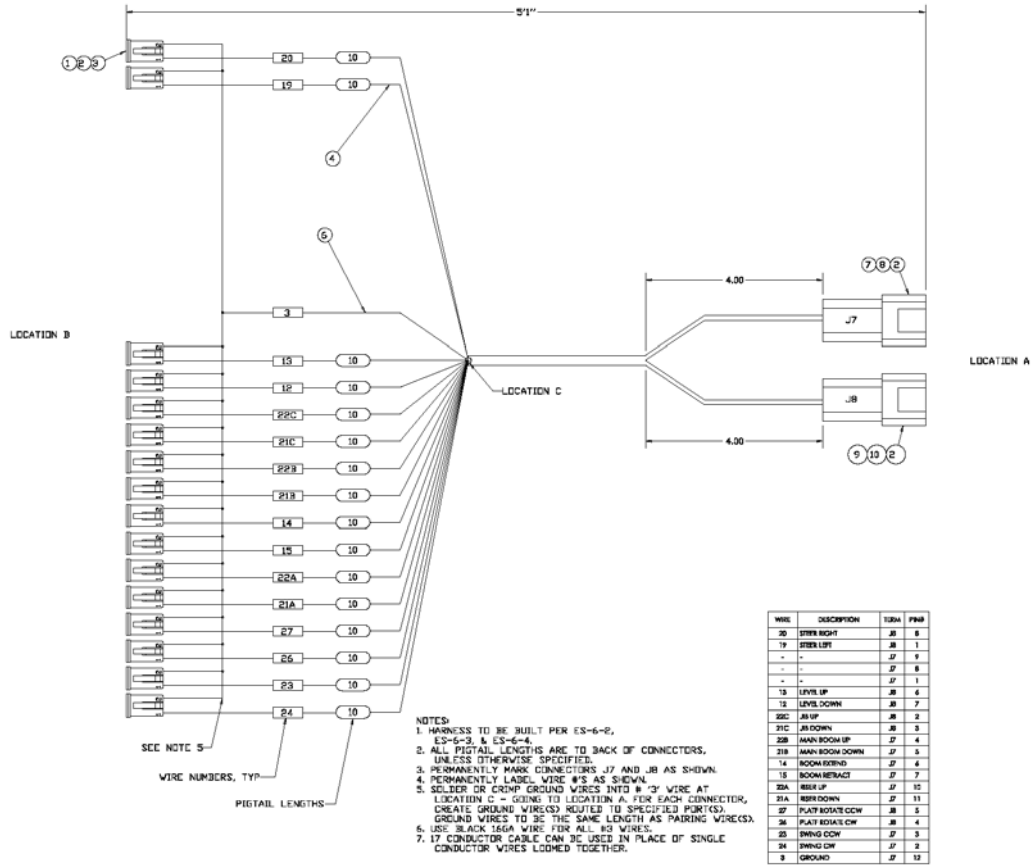 5'1"
1 2 3
20 10
19 10
4
6
7 8 2
4.00
3
J7
LOCATION B
LOCATION A
13 10
12 10
LOCATION C
J8
22C 10
21C 10
4.00
9 10 2
22B 10
21B 10
14 10
15 10
22A 10
21A 10
27 10
26 10
23 10
24 10
SEE NOTE 5
WIRE NUMBERS, TYP
PIGTAIL LENGTHS
NOTES:
1. HARNESS TO BE BUILT PER ES-6-2,
ES-6-3, & ES-6-4.
2. ALL PIGTAIL LENGTHS ARE TO BACK OF CONNECTORS,
UNLESS OTHERWISE SPECIFIED.
3. PERMANENTLY MARK CONNECTORS J7 AND J8 AS SHOWN.
4. PERMANENTLY LABEL WIRE #'S AS SHOWN.
5. SOLDER OR CRIMP GROUND WIRES INTO # '3' WIRE AT
LOCATION C - GOING TO LOCATION A. FOR EACH CONNECTOR,
CREATE GROUND WIRE(S) ROUTED TO SPECIFIED PORT(S).
GROUND WIRES TO BE THE SAME LENGTH AS PAIRING WIRE(S).
6. USE BLACK 16GA WIRE FOR ALL #3 WIRES.
7. 17 CONDUCTOR CABLE CAN BE USED IN PLACE OF SINGLE
CONDUCTOR WIRES LOOMED TOGETHER.
WIRE DESCRIPTION TERM PIN#
20 STEER RIGHT J8 8
19 STEER LEFT J8 1
- - J7 9
- - J7 8
- - J7 1
13 LEVEL UP J8 6
12 LEVEL DOWN J8 7
22C JIB UP J8 2
21C JIB DOWN J8 3
22B MAIN BOOM UP J7 4
21B MAIN BOOM DOWN J7 5
14 BOOM EXTEND J7 6
15 BOOM RETRACT J7 7
22A RISER UP J7 10
21A RISER DOWN J7 11
27 PLATF ROTATE CCW J8 5
26 PLATF ROTATE CW J8 4
23 SWING CCW J7 3
24 SWING CW J7 2
3 GROUND J7 12